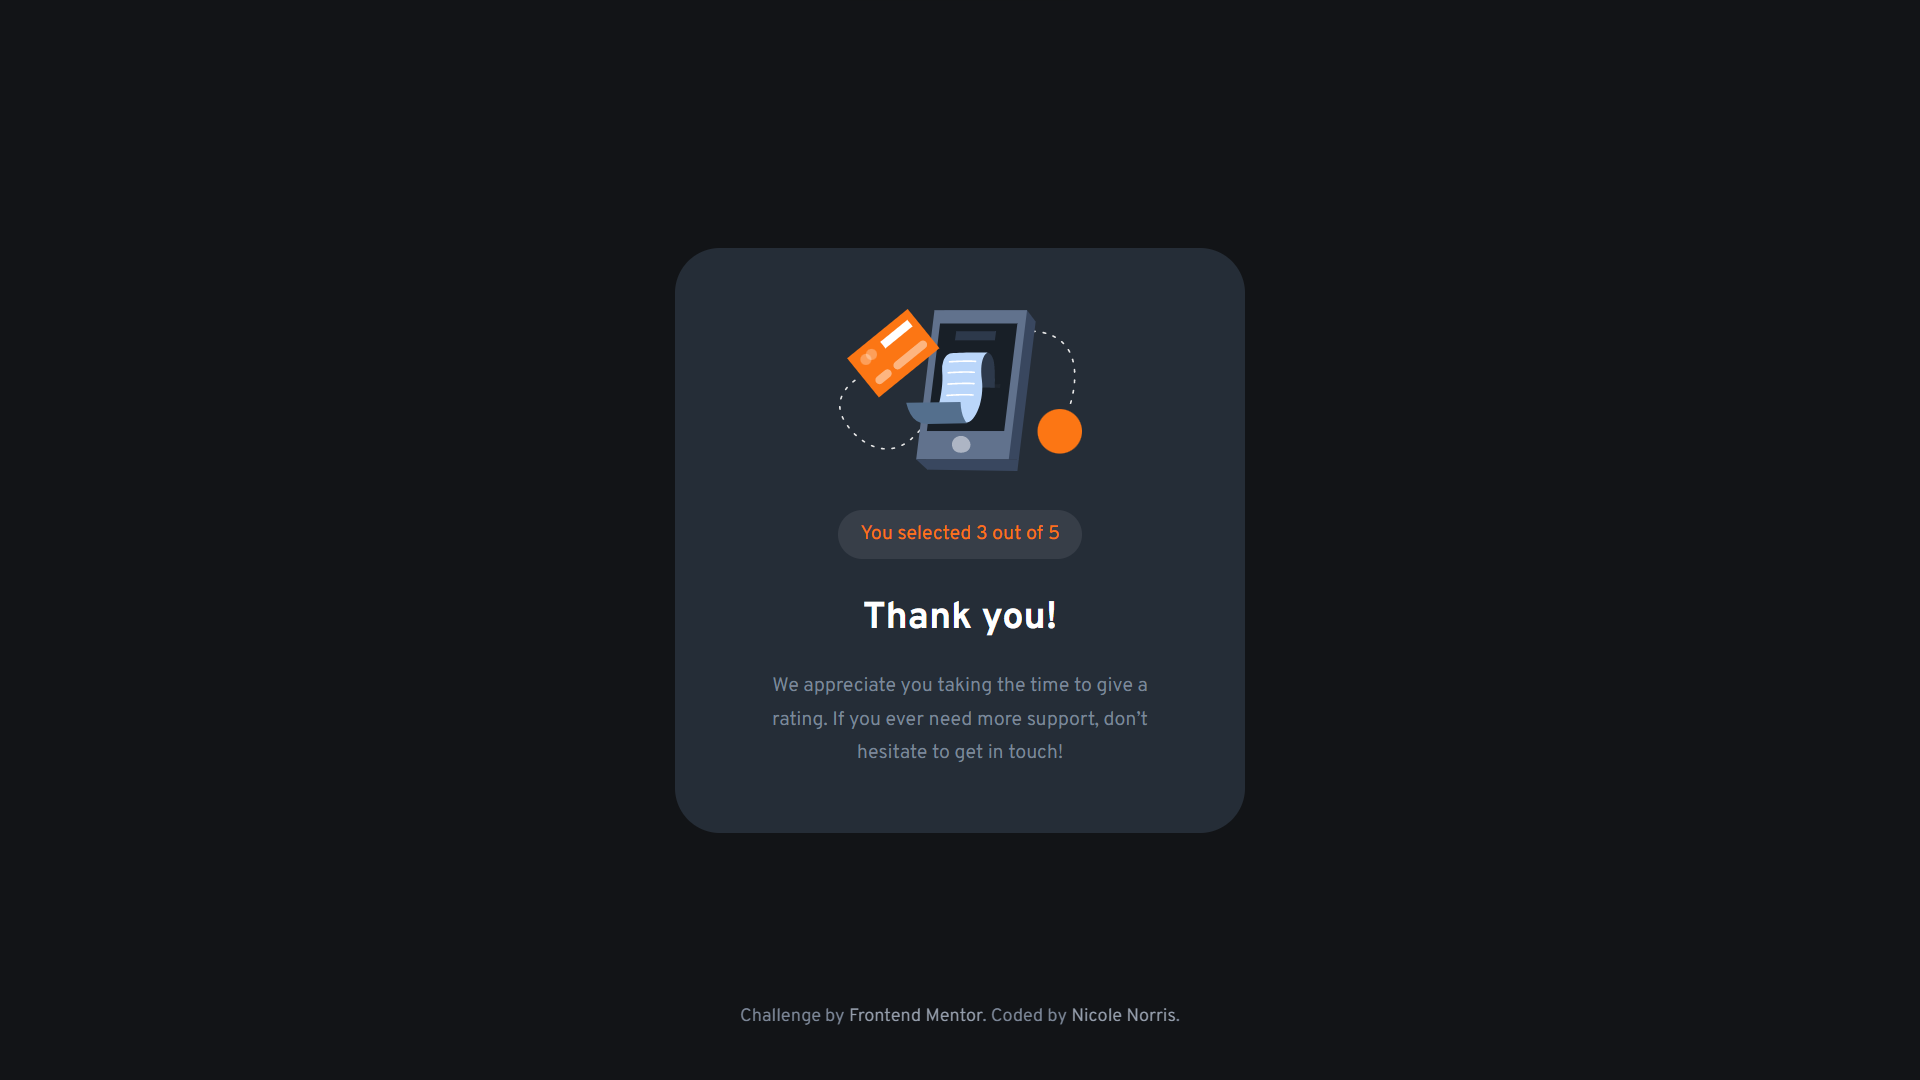 You selected 3 out of 5
Thank you!
We appreciate you taking the time to give a
rating. If you ever need more support, don’t
hesitate to get in touch!
Challenge by Frontend Mentor. Coded by Nicole Norris.